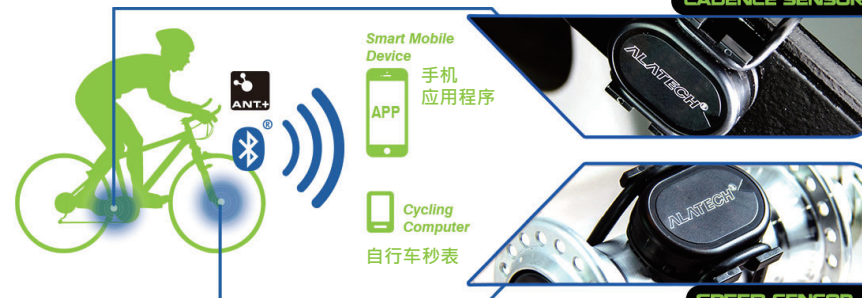 CADENCE SENSOR
Smart Mobile
Device
手机
应用程序
APP
ANT+
®
ALATECH
Cycling
Computer
自行车秒表
ALATECH
SPEED SENSOR